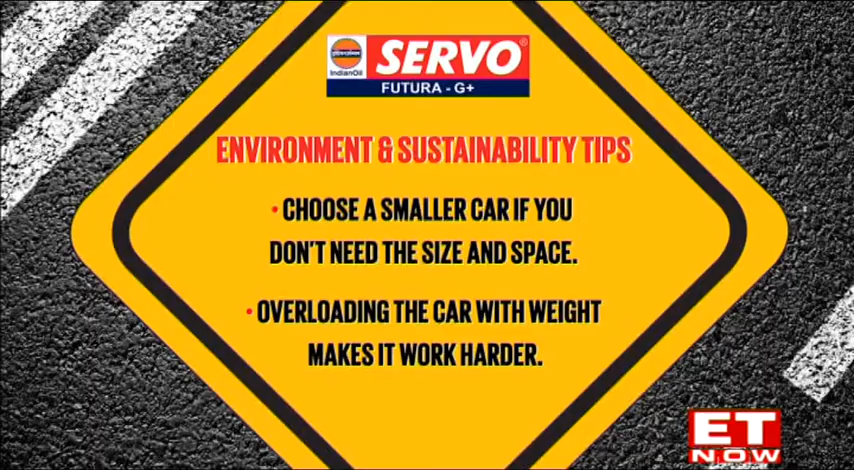 SERVO®
इंडियनऑयल
IndianOil
FUTURA - G+
ENVIRONMENT & SUSTAINABILITY TIPS
• CHOOSE A SMALLER CAR IF YOU
DON'T NEED THE SIZE AND SPACE.
• OVERLOADING THE CAR WITH WEIGHT
MAKES IT WORK HARDER.
ET
NOW